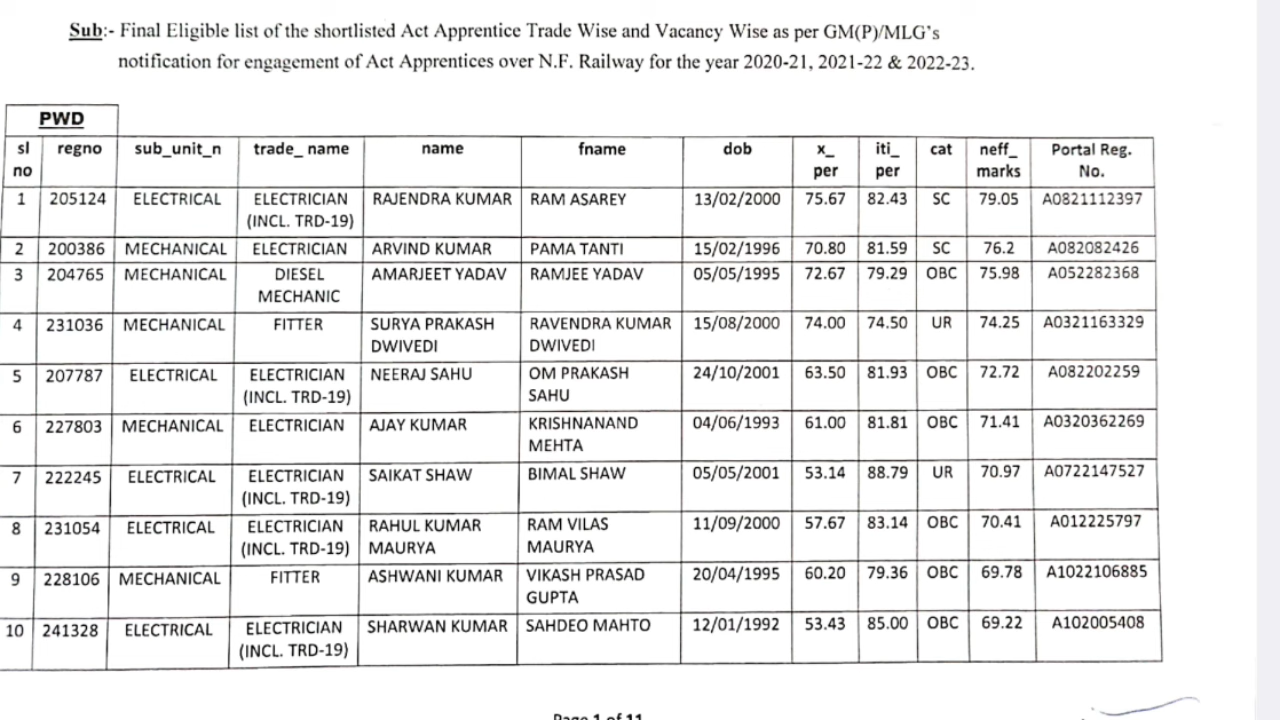 Sub:- Final Eligible list of the shortlisted Act Apprentice Trade Wise and Vacancy Wise as per GM(P)/MLG's
notification for engagement of Act Apprentices over N.F. Railway for the year 2020-21, 2021-22 & 2022-23.
PWD
sl no regno sub_unit_n trade_ name name fname dob x_ per iti_ per cat neff_ marks Portal Reg. No.
1 205124 ELECTRICAL ELECTRICIAN (INCL. TRD-19) RAJENDRA KUMAR RAM ASAREY 13/02/2000 75.67 82.43 SC 79.05 A0821112397
2 200386 MECHANICAL ELECTRICIAN ARVIND KUMAR PAMA TANTI 15/02/1996 70.80 81.59 SC 76.2 A082082426
3 204765 MECHANICAL DIESEL MECHANIC AMARJEET YADAV RAMJEE YADAV 05/05/1995 72.67 79.29 OBC 75.98 A052282368
4 231036 MECHANICAL FITTER SURYA PRAKASH DWIVEDI RAVENDRA KUMAR DWIVEDI 15/08/2000 74.00 74.50 UR 74.25 A0321163329
5 207787 ELECTRICAL ELECTRICIAN (INCL. TRD-19) NEERAJ SAHU OM PRAKASH SAHU 24/10/2001 63.50 81.93 OBC 72.72 A082202259
6 227803 MECHANICAL ELECTRICIAN AJAY KUMAR KRISHNANAND MEHTA 04/06/1993 61.00 81.81 OBC 71.41 A0320362269
7 222245 ELECTRICAL ELECTRICIAN (INCL. TRD-19) SAIKAT SHAW BIMAL SHAW 05/05/2001 53.14 88.79 UR 70.97 A0722147527
8 231054 ELECTRICAL ELECTRICIAN (INCL. TRD-19) RAHUL KUMAR MAURYA RAM VILAS MAURYA 11/09/2000 57.67 83.14 OBC 70.41 A012225797
9 228106 MECHANICAL FITTER ASHWANI KUMAR VIKASH PRASAD GUPTA 20/04/1995 60.20 79.36 OBC 69.78 A1022106885
10 241328 ELECTRICAL ELECTRICIAN (INCL. TRD-19) SHARWAN KUMAR SAHDEO MAHTO 12/01/1992 53.43 85.00 OBC 69.22 A102005408
Page 1 of 11